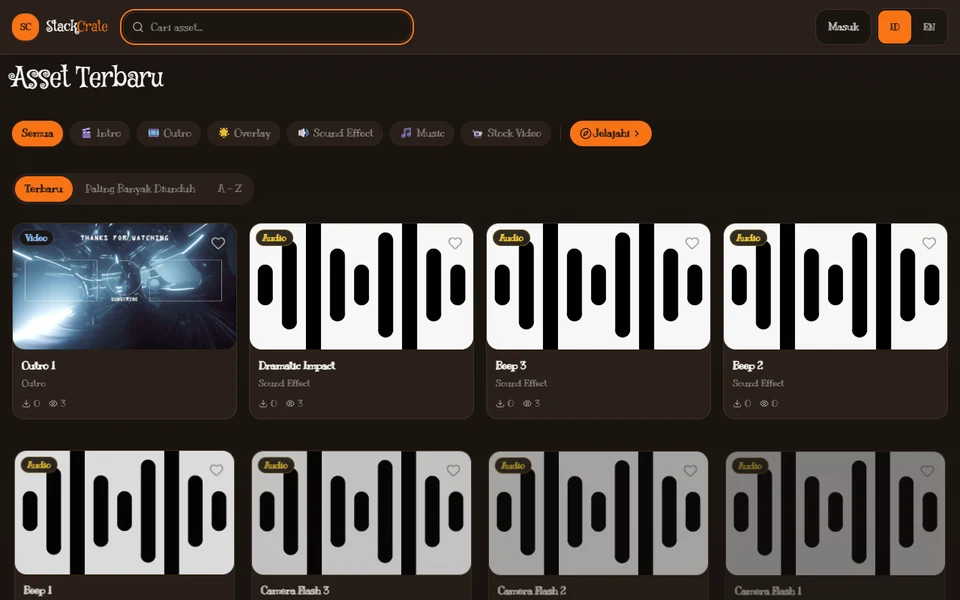 SC StackCrate Cari asset... Masuk ID EN
Asset Terbaru
Semua Intro Outro Overlay Sound Effect Music Stock Video Jelajahi
Terbaru Paling Banyak Diunduh A - Z
Video THANKS FOR WATCHING Audio Audio Audio
SUBSCRIBE
Outro 1 Dramatic Impact Beep 3 Beep 2
Outro Sound Effect Sound Effect Sound Effect
0 3 0 3 0 3 0 0
Audio Audio Audio Audio
Beep 1 Camera Flash 3 Camera Flash 2 Camera Flash 1